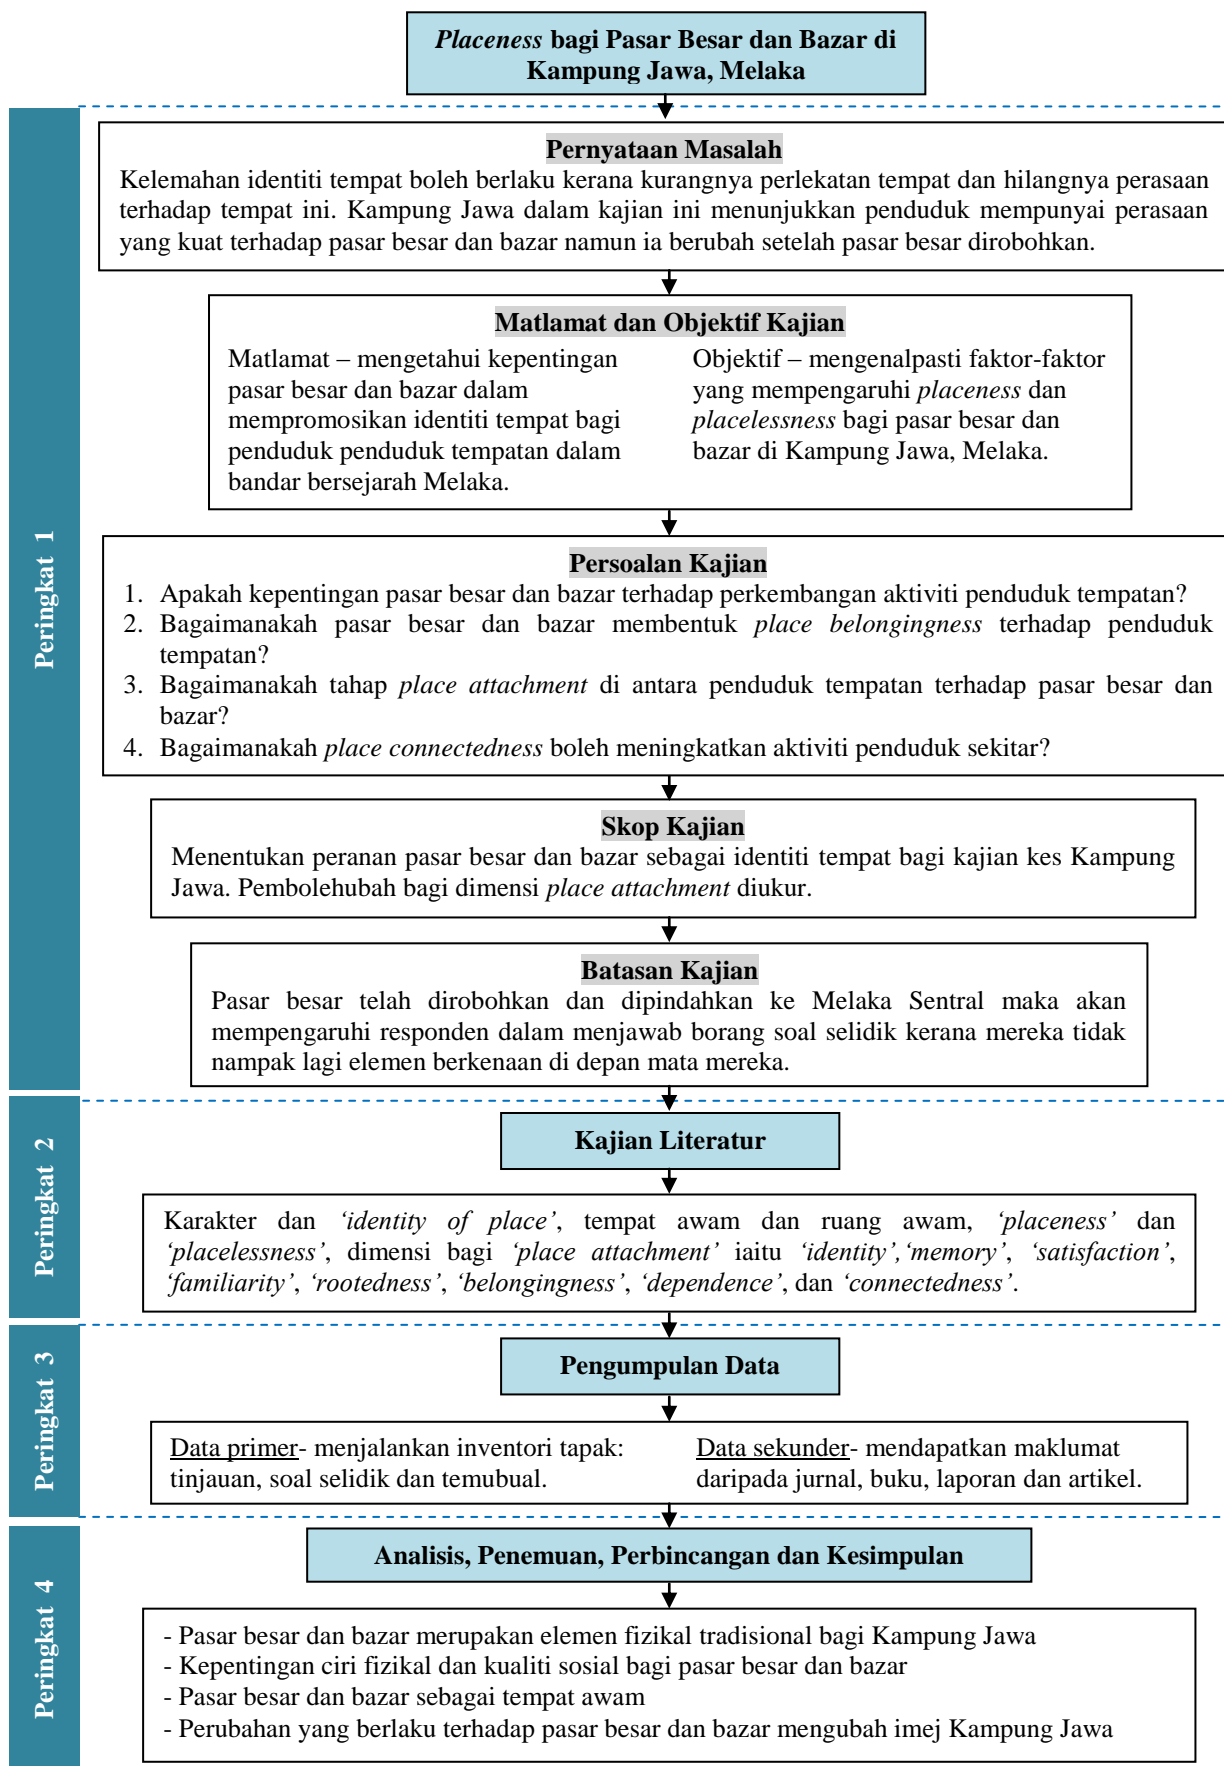 Placeness bagi Pasar Besar dan Bazar di
Kampung Jawa, Melaka
Peringkat 1
Pernyataan Masalah
Kelemahan identiti tempat boleh berlaku kerana kurangnya perlekatan tempat dan hilangnya perasaan
terhadap tempat ini. Kampung Jawa dalam kajian ini menunjukkan penduduk mempunyai perasaan
yang kuat terhadap pasar besar dan bazar namun ia berubah setelah pasar besar dirobohkan.
Matlamat dan Objektif Kajian
Matlamat – mengetahui kepentingan
pasar besar dan bazar dalam
mempromosikan identiti tempat bagi
penduduk penduduk tempatan dalam
bandar bersejarah Melaka.
Objektif – mengenalpasti faktor-faktor
yang mempengaruhi placeness dan
placelessness bagi pasar besar dan
bazar di Kampung Jawa, Melaka.
Persoalan Kajian
1. Apakah kepentingan pasar besar dan bazar terhadap perkembangan aktiviti penduduk tempatan?
2. Bagaimanakah pasar besar dan bazar membentuk place belongingness terhadap penduduk
tempatan?
3. Bagaimanakah tahap place attachment di antara penduduk tempatan terhadap pasar besar dan
bazar?
4. Bagaimanakah place connectedness boleh meningkatkan aktiviti penduduk sekitar?
Skop Kajian
Menentukan peranan pasar besar dan bazar sebagai identiti tempat bagi kajian kes Kampung
Jawa. Pembolehubah bagi dimensi place attachment diukur.
Batasan Kajian
Pasar besar telah dirobohkan dan dipindahkan ke Melaka Sentral maka akan
mempengaruhi responden dalam menjawab borang soal selidik kerana mereka tidak
nampak lagi elemen berkenaan di depan mata mereka.
Peringkat 2
Kajian Literatur
Karakter dan ‘identity of place’, tempat awam dan ruang awam, ‘placeness’ dan
‘placelessness’, dimensi bagi ‘place attachment’ iaitu ‘identity’,‘memory’, ‘satisfaction’,
‘familiarity’, ‘rootedness’, ‘belongingness’, ‘dependence’, dan ‘connectedness’.
Peringkat 3
Pengumpulan Data
Data primer- menjalankan inventori tapak:
tinjauan, soal selidik dan temubual.
Data sekunder- mendapatkan maklumat
daripada jurnal, buku, laporan dan artikel.
Peringkat 4
Analisis, Penemuan, Perbincangan dan Kesimpulan
- Pasar besar dan bazar merupakan elemen fizikal tradisional bagi Kampung Jawa
- Kepentingan ciri fizikal dan kualiti sosial bagi pasar besar dan bazar
- Pasar besar dan bazar sebagai tempat awam
- Perubahan yang berlaku terhadap pasar besar dan bazar mengubah imej Kampung Jawa